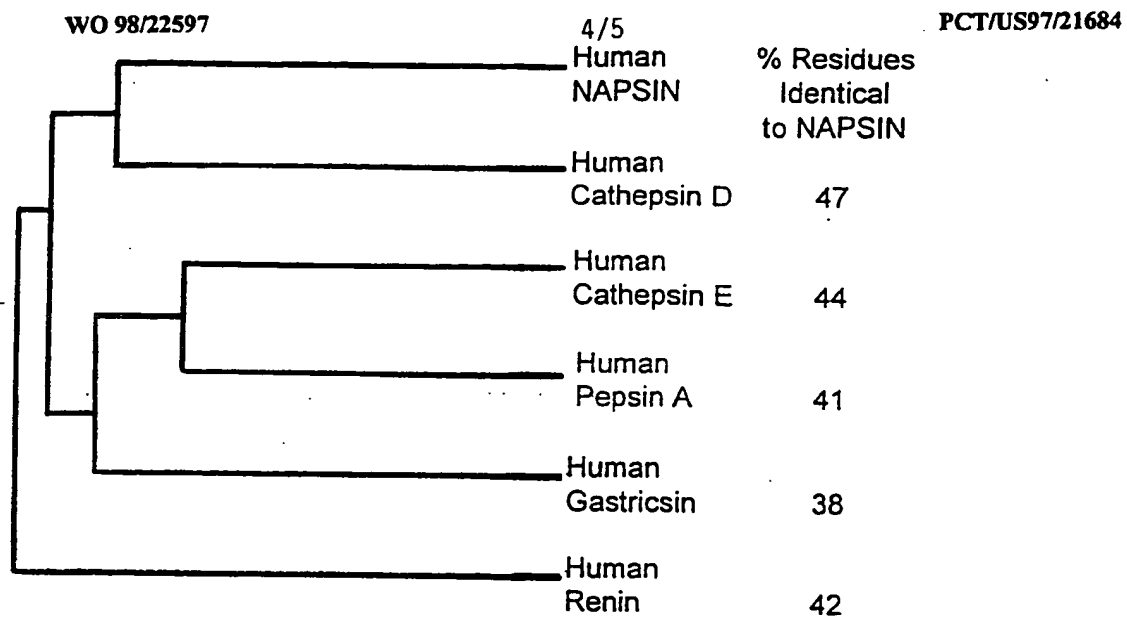 WO 98/22597
4/5
PCT/US97/21684
Human
NAPSIN
% Residues
Identical
to NAPSIN
Human
Cathepsin D
47
Human
Cathepsin E
44
Human
Pepsin A
41
Human
Gastricsin
38
Human
Renin
42